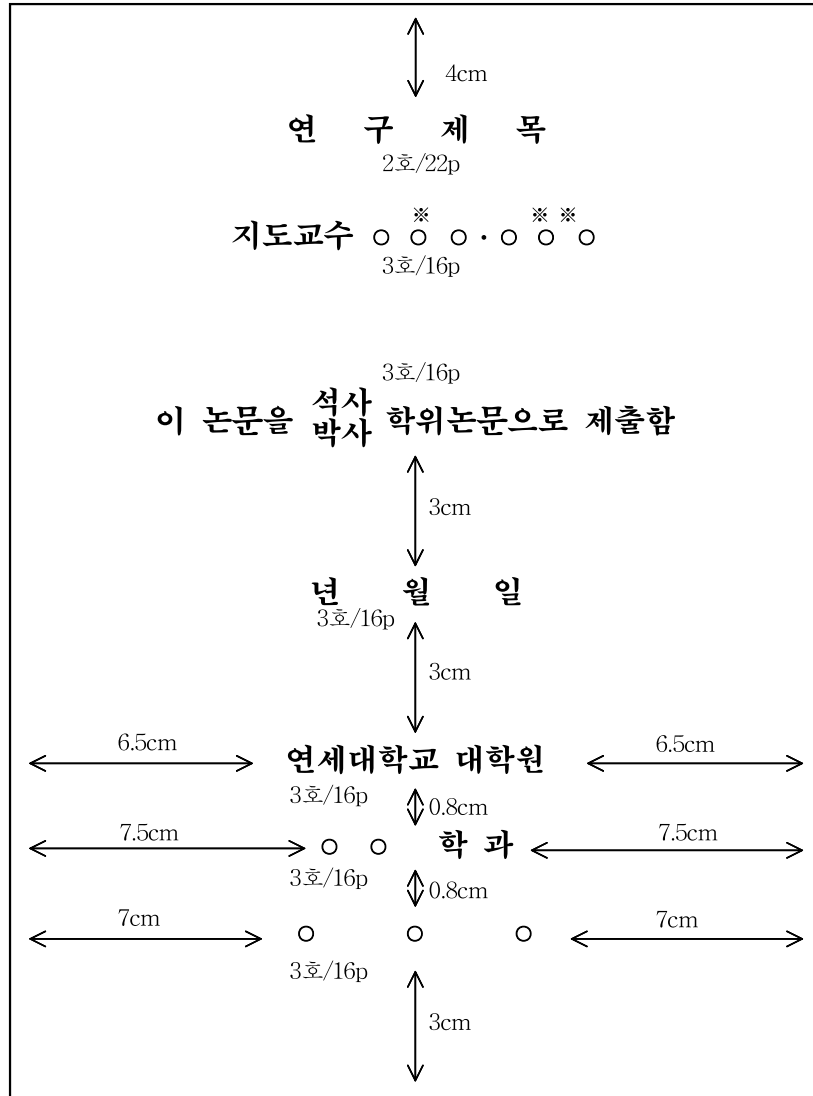 4cm
연 구 제 목
2호/22p
※ ※ ※
지도교수 ○ ○ ○ · ○ ○ ○
3호/16p
3호/16p
이 논문을 석사 박사 학위논문으로 제출함
3cm
년 월 일
3호/16p
3cm
6.5cm 연세대학교 대학원 6.5cm
3호/16p 0.8cm
7.5cm ○ ○ 학 과 7.5cm
3호/16p 0.8cm
7cm ○ ○ ○ 7cm
3호/16p
3cm